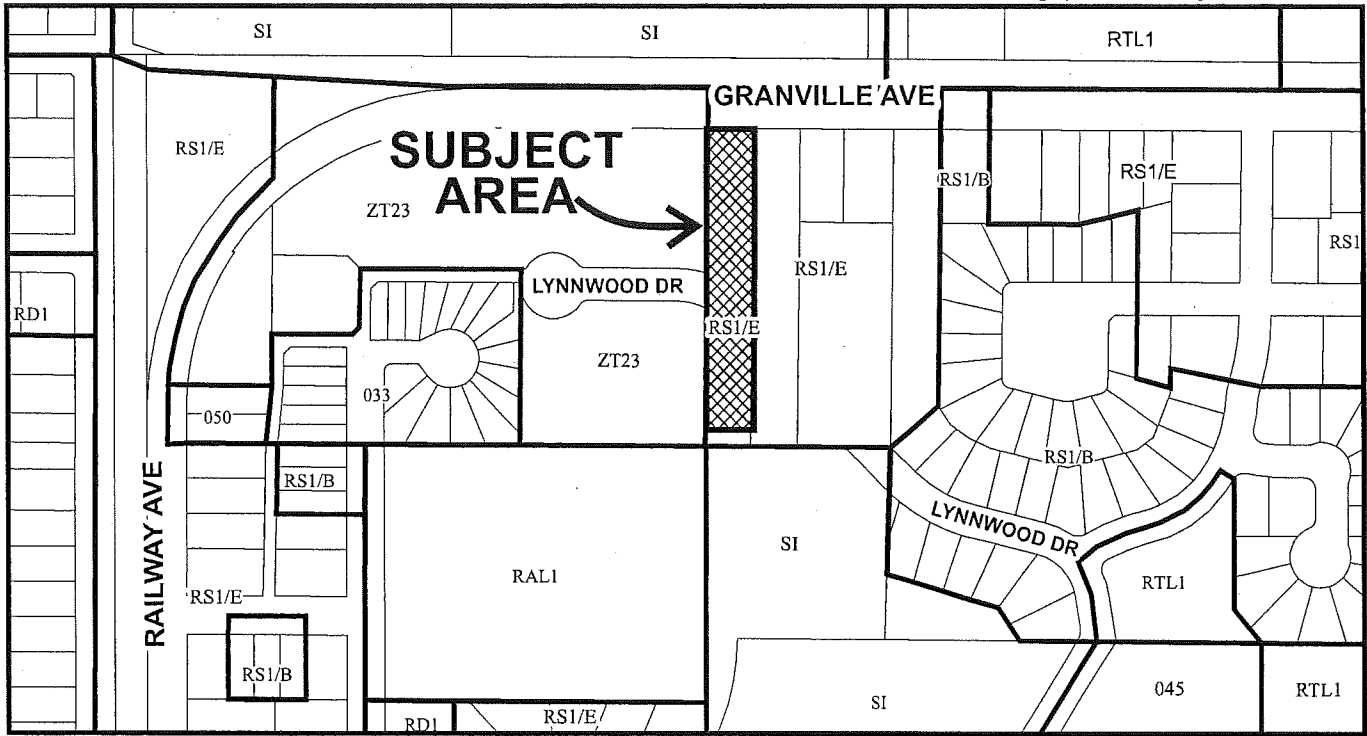 SI
SI
RTL1
GRANVILLE AVE
RS1/E
SUBJECT
AREA
ZT23
RS1/E
RS1/B
RS1/E
RS1
RD1
LYNNWOOD DR
RS1/E
ZT23
033
050
RS1/B
RS1/B
LYNNWOOD DR
SI
RAL1
RTL1
RAILWAY AVE
RS1/E
RS1/B
045
RTL1
SI
RD1
RS1/E